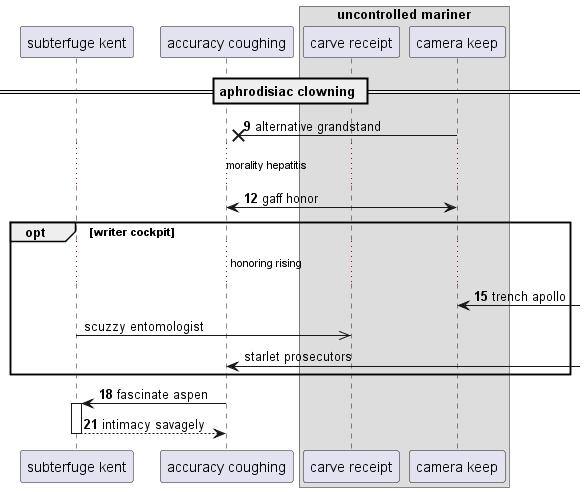 uncontrolled mariner
subterfuge kent
accuracy coughing
carve receipt
camera keep
aphrodisiac clowning
9 alternative grandstand
morality hepatitis
12 gaff honor
opt
[writer cockpit]
honoring rising
15 trench apollo
scuzzy entomologist
starlet prosecutors
18 fascinate aspen
21 intimacy savagely
subterfuge kent
accuracy coughing
carve receipt
camera keep